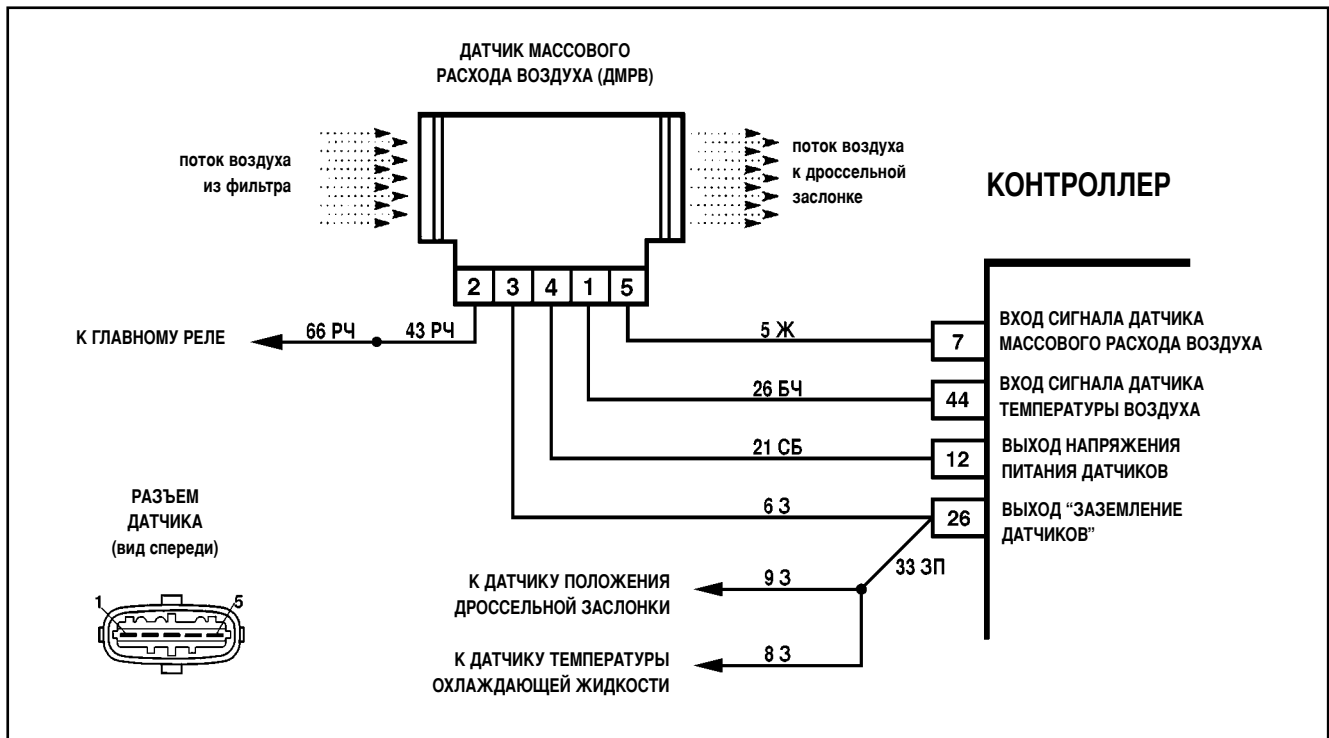 ДАТЧИК МАССОВОГО
РАСХОДА ВОЗДУХА (ДМРВ)
поток воздуха
из фильтра
поток воздуха
к дроссельной
заслонке
КОНТРОЛЛЕР
2 3 4 1 5
К ГЛАВНОМУ РЕЛЕ
66 РЧ
43 РЧ
5 Ж
7
ВХОД СИГНАЛА ДАТЧИКА
МАССОВОГО РАСХОДА ВОЗДУХА
26 БЧ
44
ВХОД СИГНАЛА ДАТЧИКА
ТЕМПЕРАТУРЫ ВОЗДУХА
21 СБ
12
ВЫХОД НАПРЯЖЕНИЯ
ПИТАНИЯ ДАТЧИКОВ
6 З
26
ВЫХОД “ЗАЗЕМЛЕНИЕ
ДАТЧИКОВ”
33 ЗП
РАЗЪЕМ
ДАТЧИКА
(вид спереди)
1
5
К ДАТЧИКУ ПОЛОЖЕНИЯ
ДРОССЕЛЬНОЙ ЗАСЛОНКИ
9 З
К ДАТЧИКУ ТЕМПЕРАТУРЫ
ОХЛАЖДАЮЩЕЙ ЖИДКОСТИ
8 З